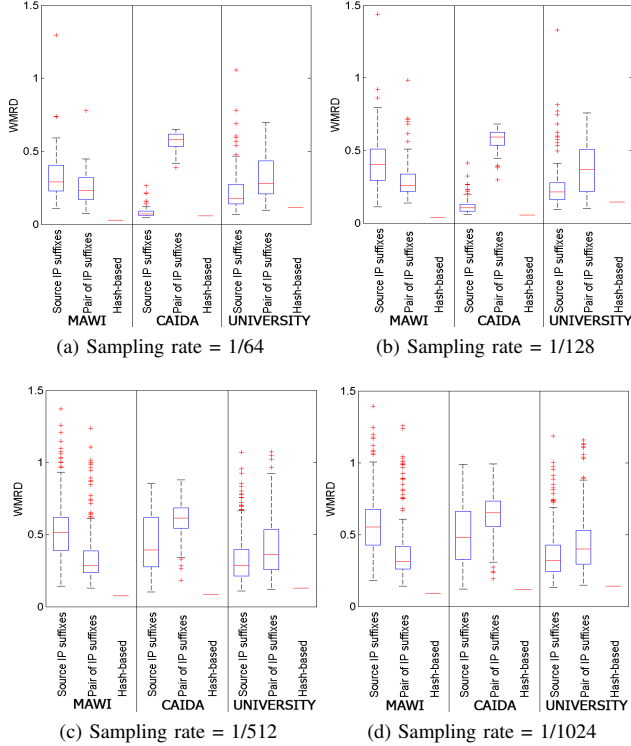 1.5
1
0.5
0
WMRD
Source IP suffixes
Pair of IP suffixes
Hash-based
Source IP suffixes
Pair of IP suffixes
Hash-based
Source IP suffixes
Pair of IP suffixes
Hash-based
MAWI CAIDA UNIVERSITY
(a) Sampling rate = 1/64
1.5
1
0.5
0
WMRD
Source IP suffixes
Pair of IP suffixes
Hash-based
Source IP suffixes
Pair of IP suffixes
Hash-based
Source IP suffixes
Pair of IP suffixes
Hash-based
MAWI CAIDA UNIVERSITY
(b) Sampling rate = 1/128
1.5
1
0.5
0
WMRD
Source IP suffixes
Pair of IP suffixes
Hash-based
Source IP suffixes
Pair of IP suffixes
Hash-based
Source IP suffixes
Pair of IP suffixes
Hash-based
MAWI CAIDA UNIVERSITY
(c) Sampling rate = 1/512
1.5
1
0.5
0
WMRD
Source IP suffixes
Pair of IP suffixes
Hash-based
Source IP suffixes
Pair of IP suffixes
Hash-based
Source IP suffixes
Pair of IP suffixes
Hash-based
MAWI CAIDA UNIVERSITY
(d) Sampling rate = 1/1024